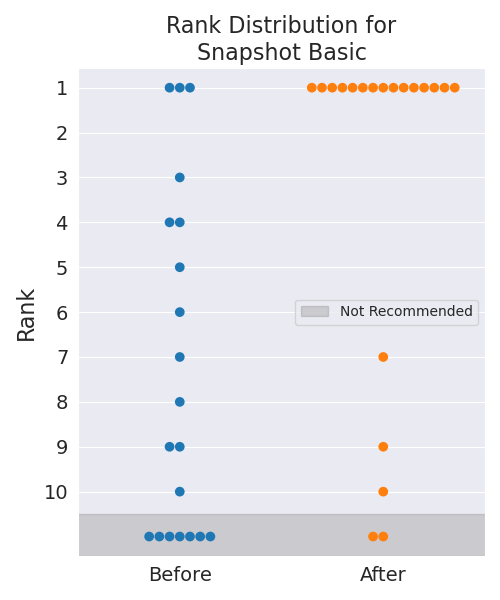 Rank Distribution for
Snapshot Basic
1
2
3
4
5
6
7
8
9
10
Rank
Not Recommended
Before
After